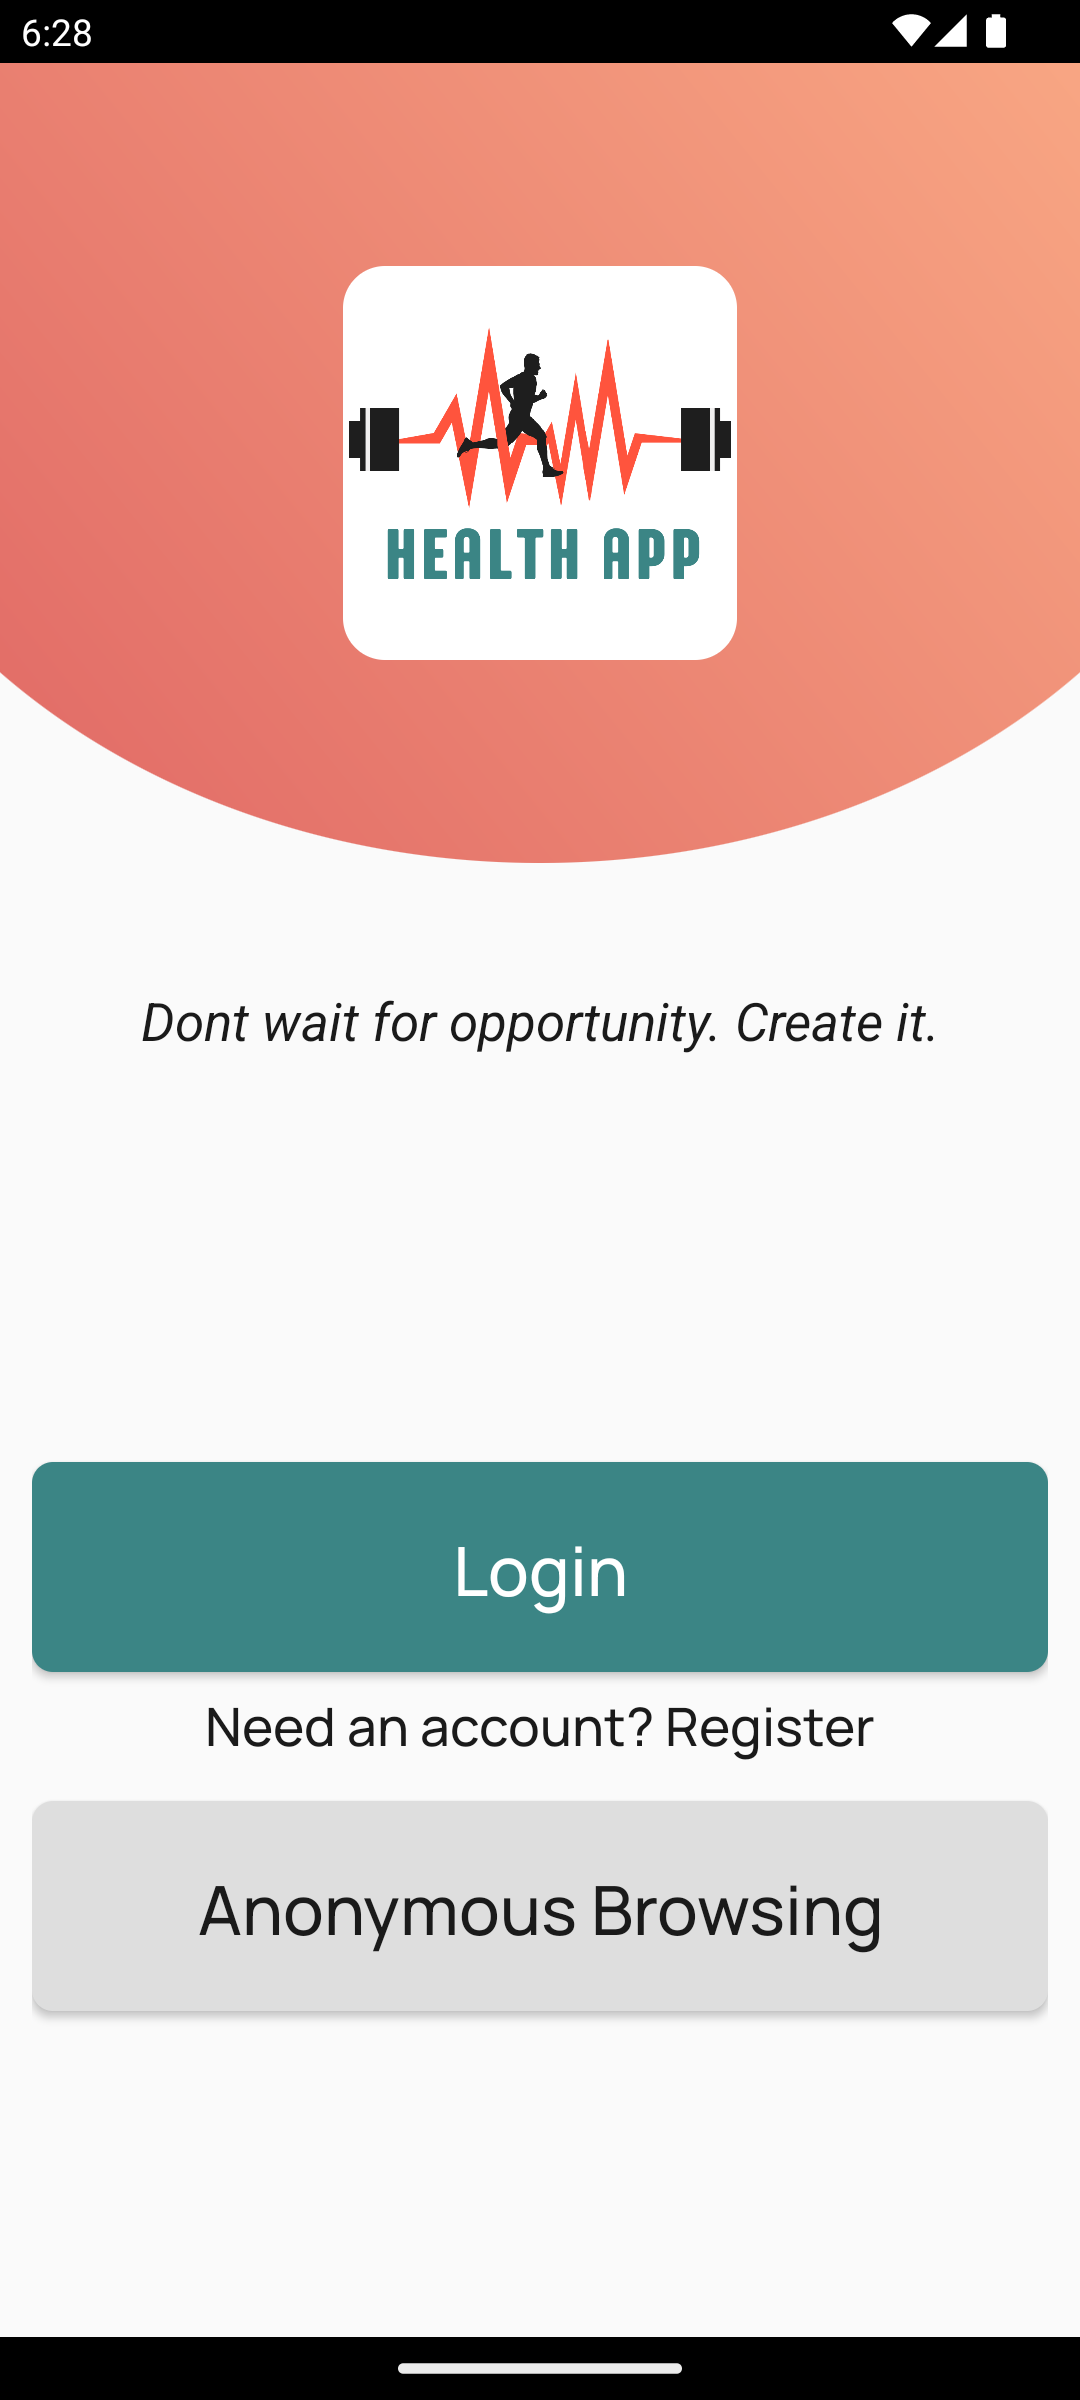 6:28
HEALTH APP
Dont wait for opportunity. Create it.
Login
Need an account? Register
Anonymous Browsing